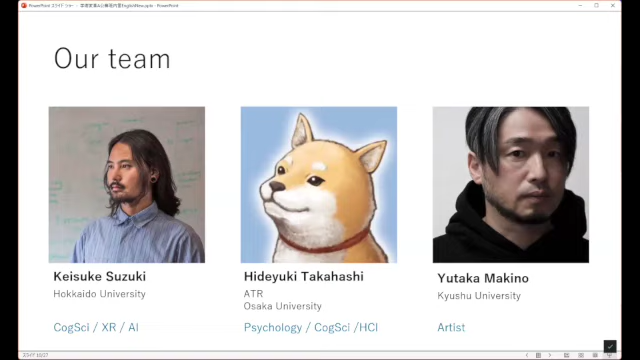 Our team
Keisuke Suzuki
Hokkaido University
CogSci / XR / AI
Hideyuki Takahashi
ATR
Osaka University
Psychology / CogSci /HCI
Yutaka Makino
Kyushu University
Artist